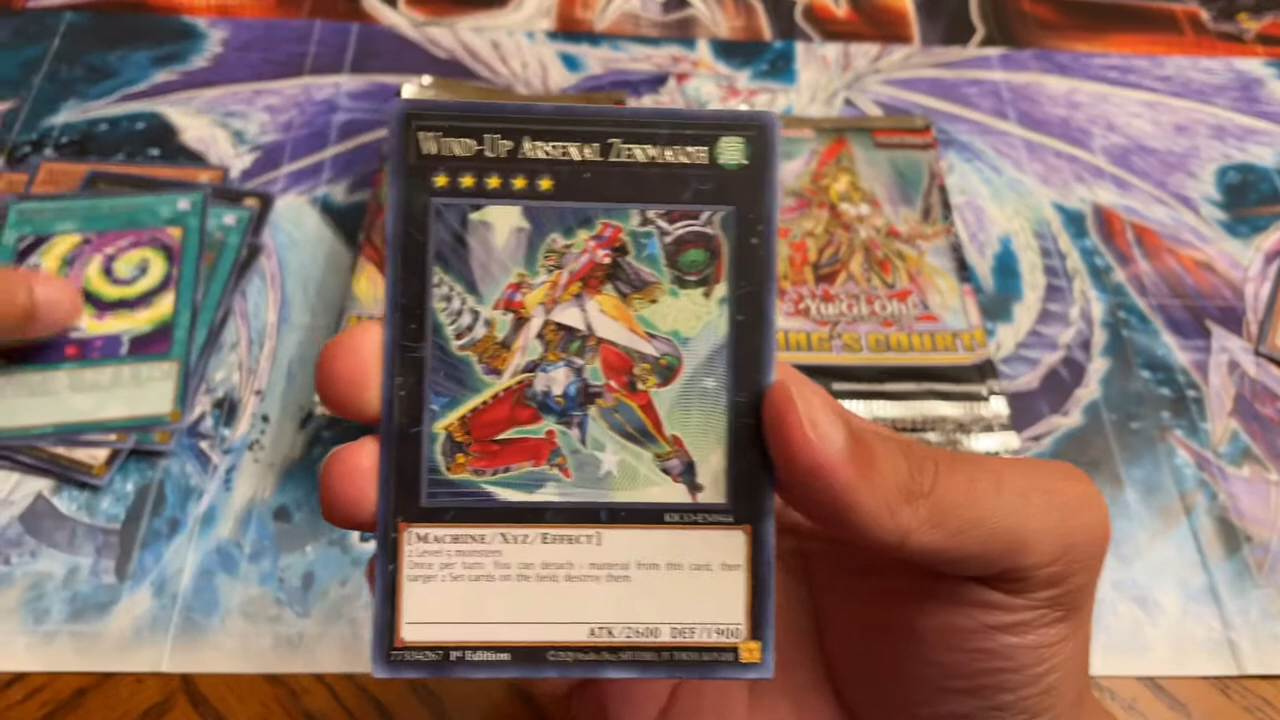 WIND-UP ARSENAL ZENMAIOH
[MACHINE/XYZ/EFFECT]
2 Level 5 monsters
Once per turn: You can detach 1 material from this card, then
target 2 Set cards on the field; destroy them.
ATK/2600 DEF/1900
77334267 1st Edition
Yu-Gi-Oh!
KING'S COURT